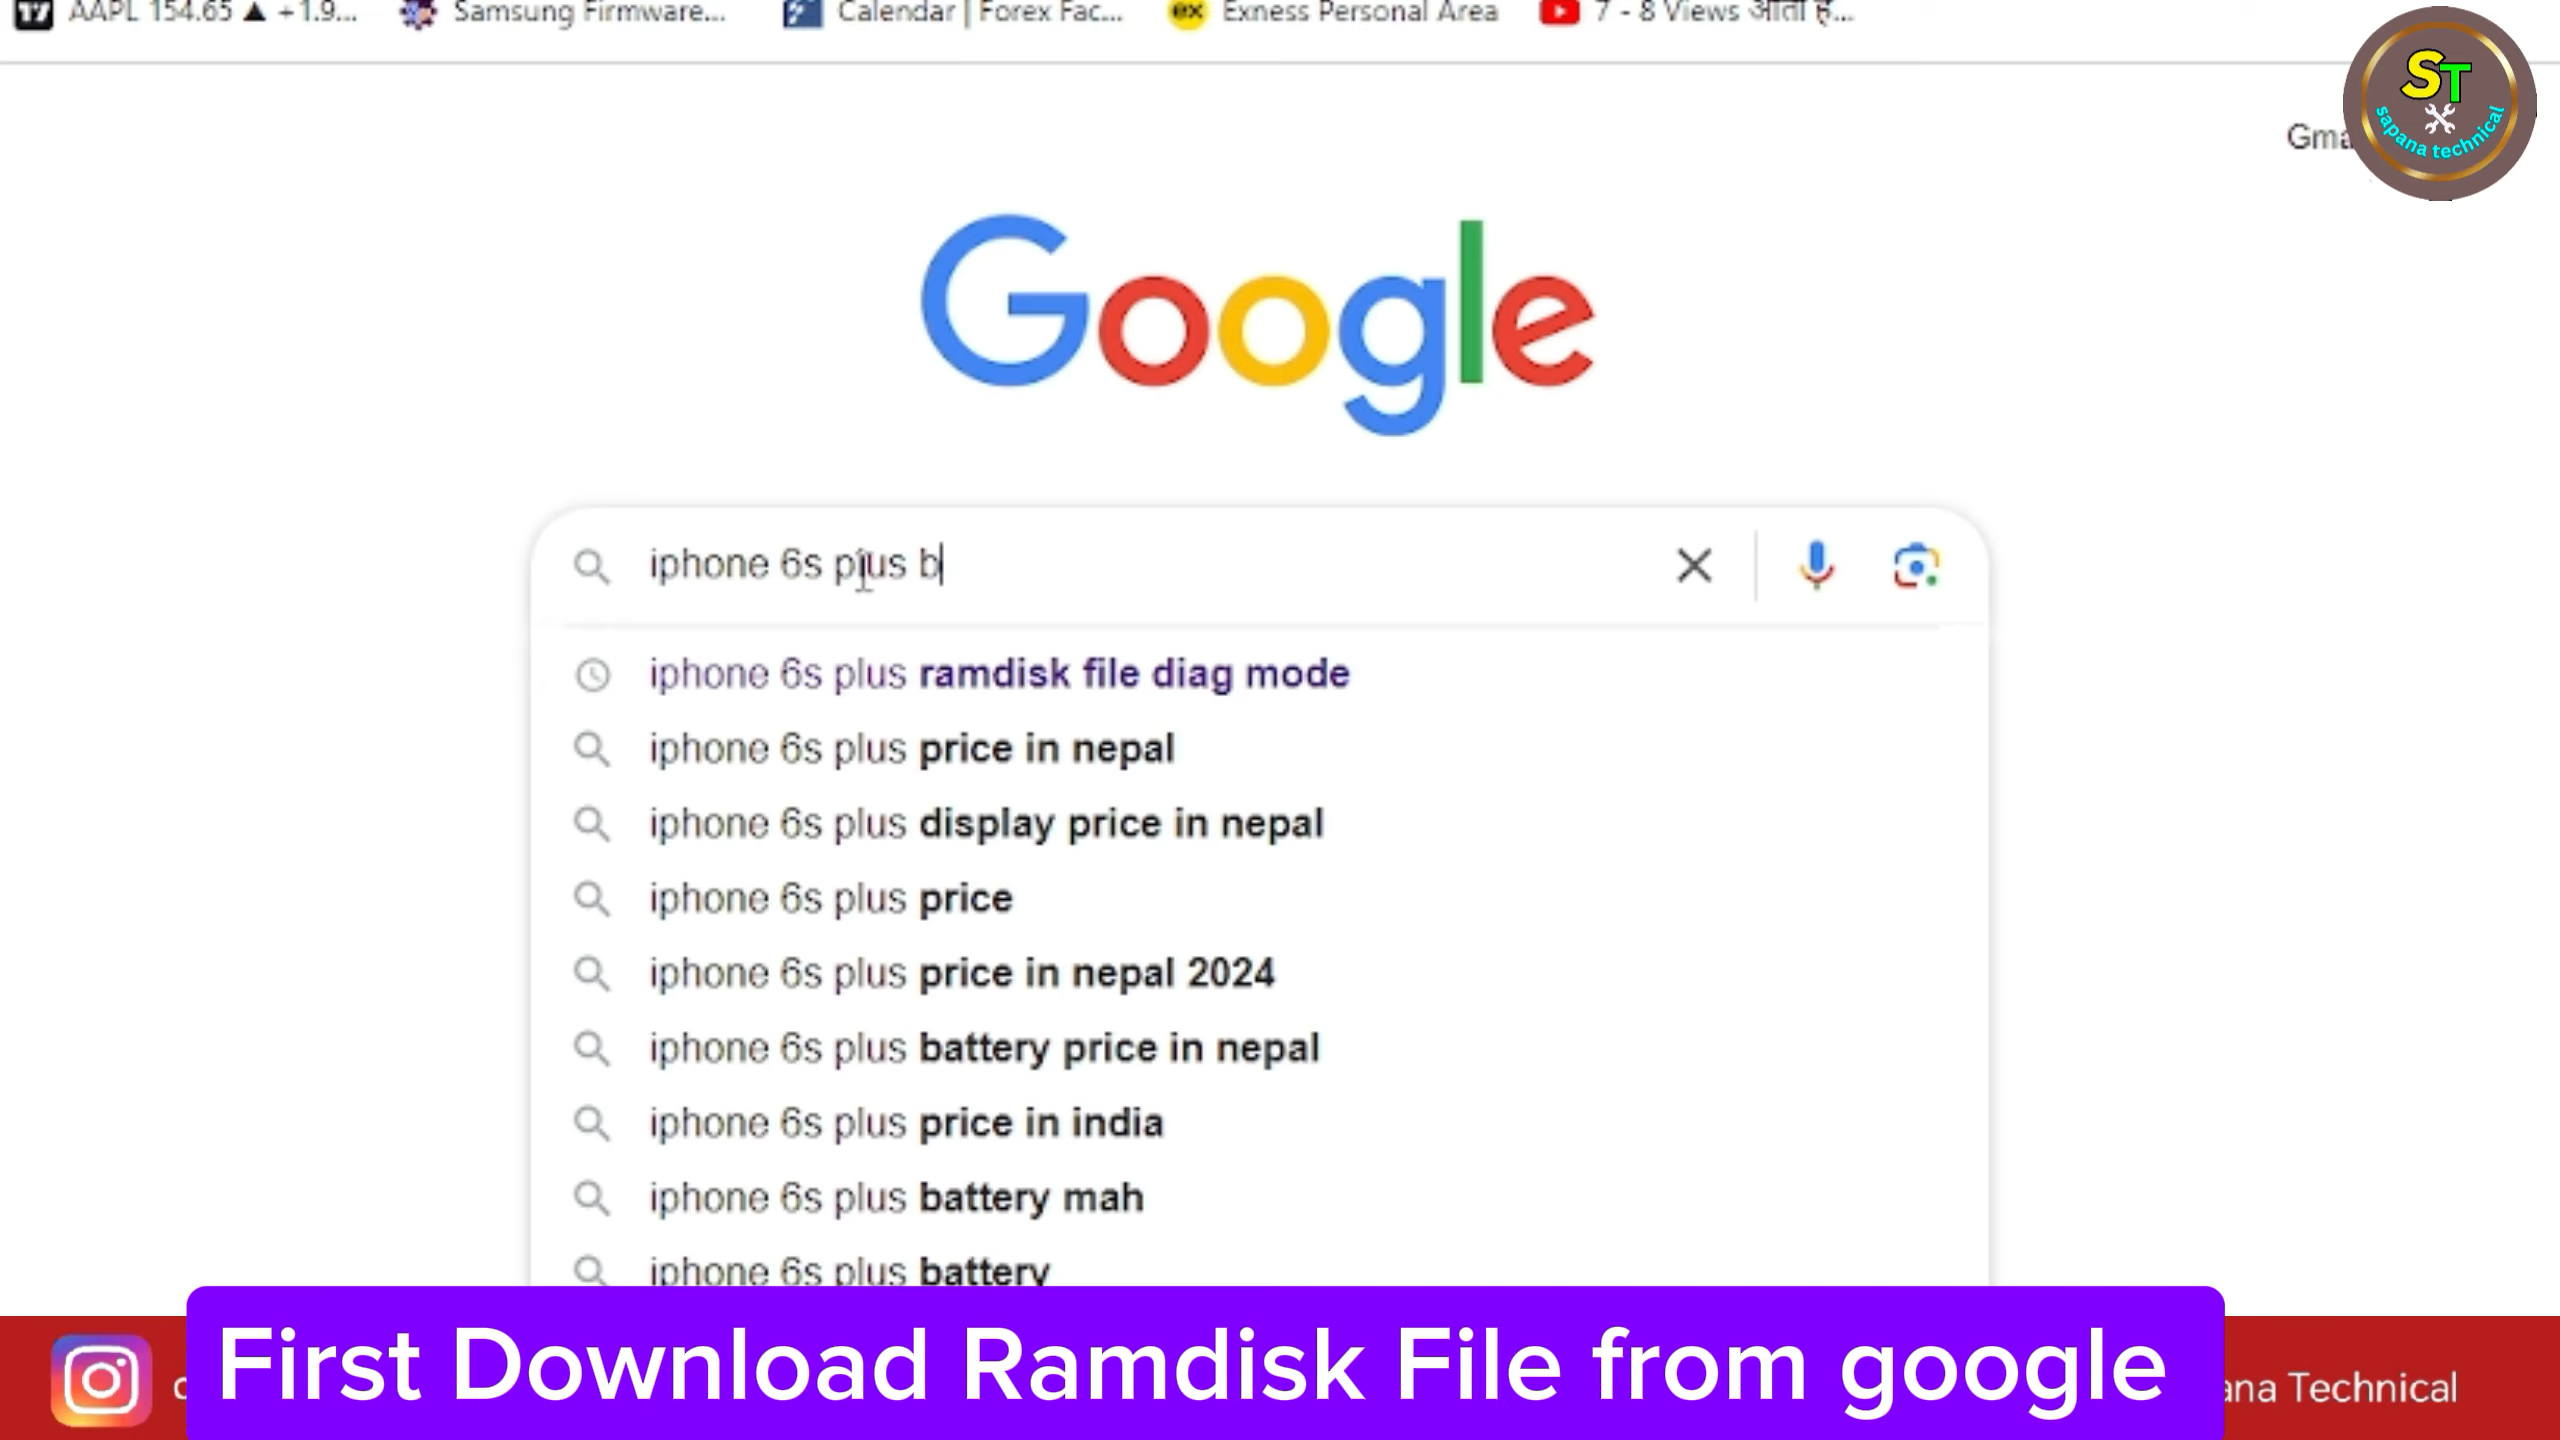 AAPL 154.65 ▲ +1.9...
Samsung Firmware...
Calendar | Forex Fac...
ex
Exness Personal Area
7 - 8 Views आता है...
ST
sapana technical
Gma
Google
iphone 6s plus b
iphone 6s plus ramdisk file diag mode
iphone 6s plus price in nepal
iphone 6s plus display price in nepal
iphone 6s plus price
iphone 6s plus price in nepal 2024
iphone 6s plus battery price in nepal
iphone 6s plus price in india
iphone 6s plus battery mah
iphone 6s plus battery
First Download Ramdisk File from google
ana Technical